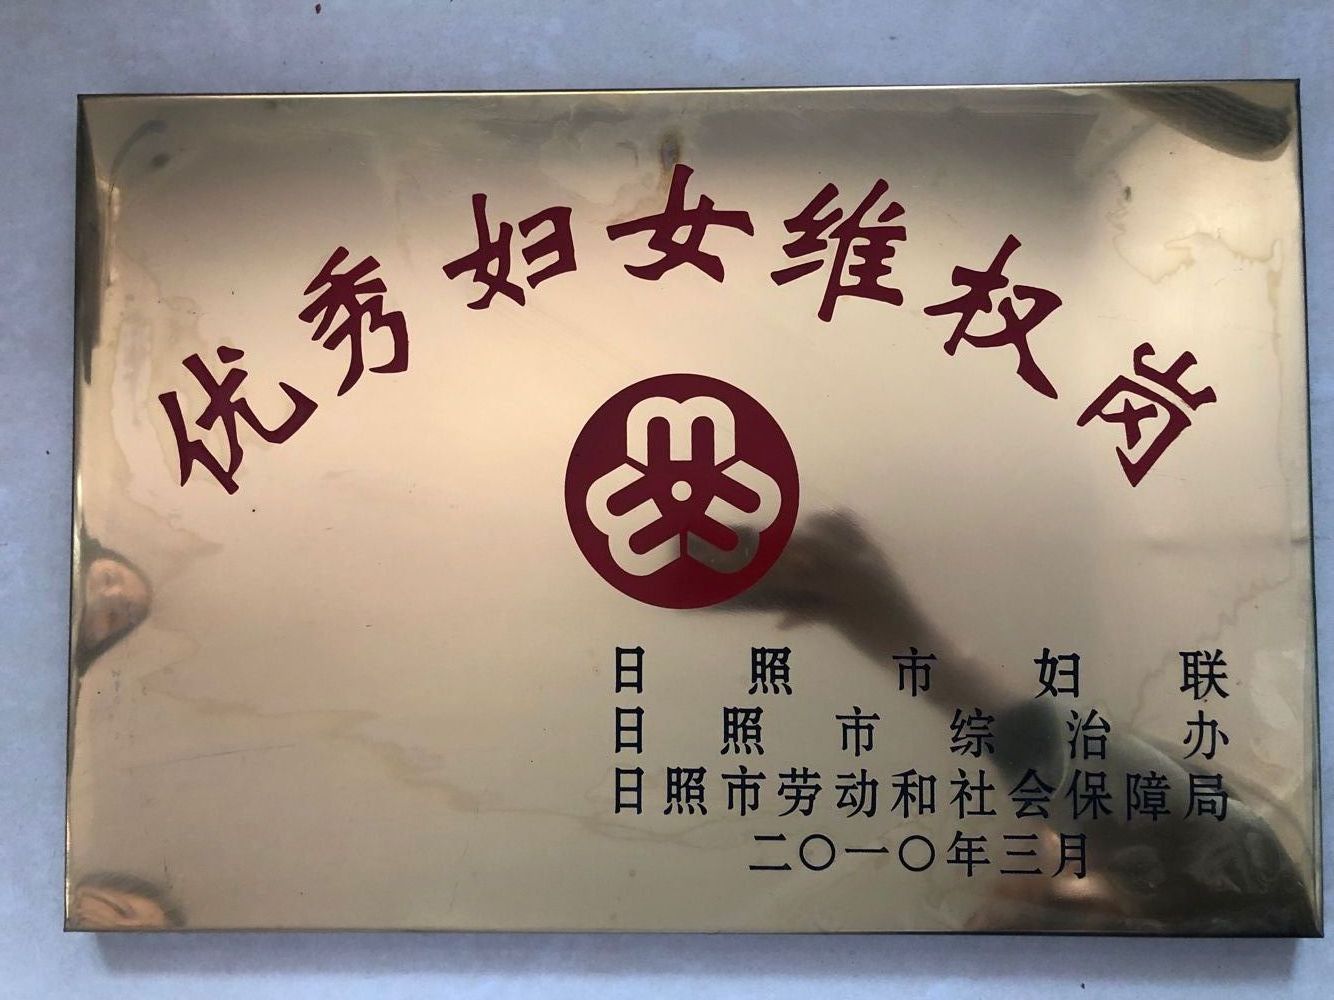 优秀妇女维权岗
日照市妇联
日照市综治办
日照市劳动和社会保障局
二〇一〇年三月